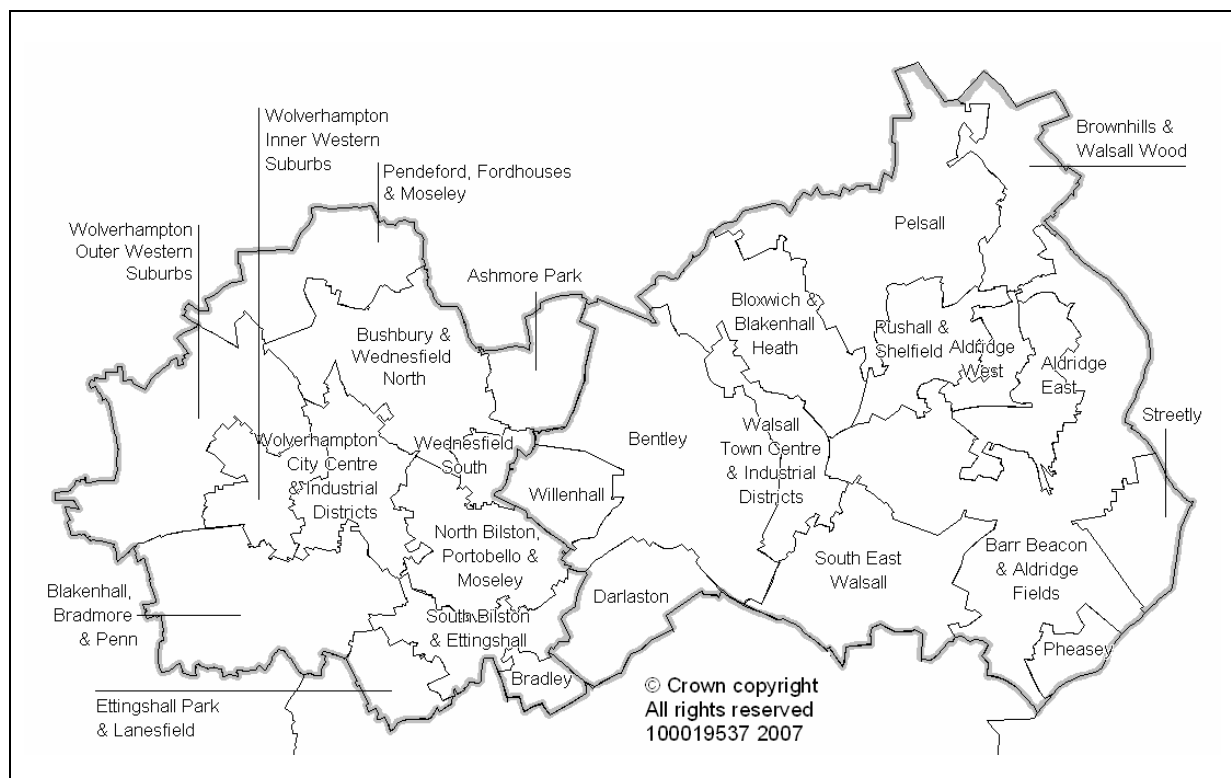 Wolverhampton
Inner Western
Suburbs
Pendeford, Fordhouses
& Moseley
Wolverhampton
Outer Western
Suburbs
Ashmore Park
Brownhills &
Walsall Wood
Pelsall
Bloxwich &
Blakenhall
Heath
Rushall &
Shelfield
Aldridge
West
Aldridge
East
Bushbury &
Wednesfield
North
Streetly
Wolverhampton
City Centre
& Industrial
Districts
Wednesfield
South
Bentley
Walsall
Town Centre
& Industrial
Districts
Willenhall
North Bilston,
Portobello &
Moseley
South East
Walsall
Barr Beacon
& Aldridge
Fields
Blakenhall,
Bradmore
& Penn
Darlaston
South Bilston
& Ettingshall
Pheasey
Bradley
Ettingshall Park
& Lanesfield
© Crown copyright
All rights reserved
100019537 2007